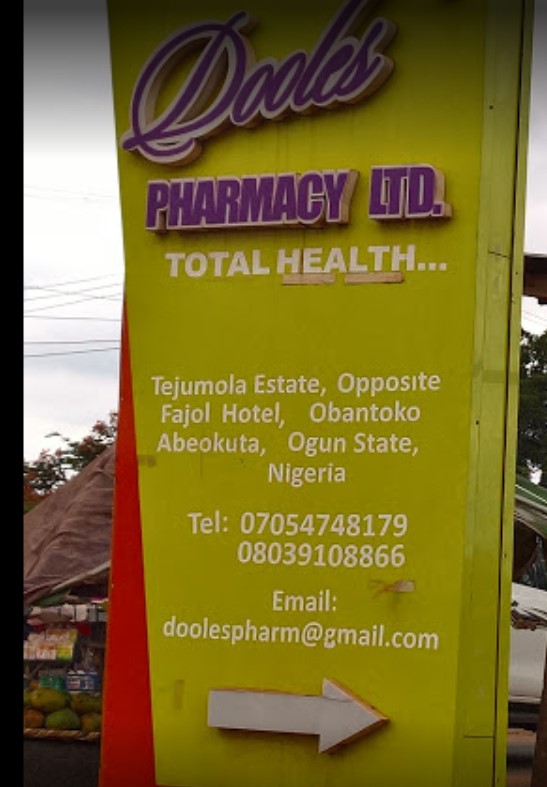 Dooles
PHARMACY LTD.
TOTAL HEALTH...
Tejumola Estate, Opposite
Fajol Hotel, Obantoko
Abeokuta, Ogun State,
Nigeria
Tel: 07054748179
08039108866
Email:
doolespharm@gmail.com